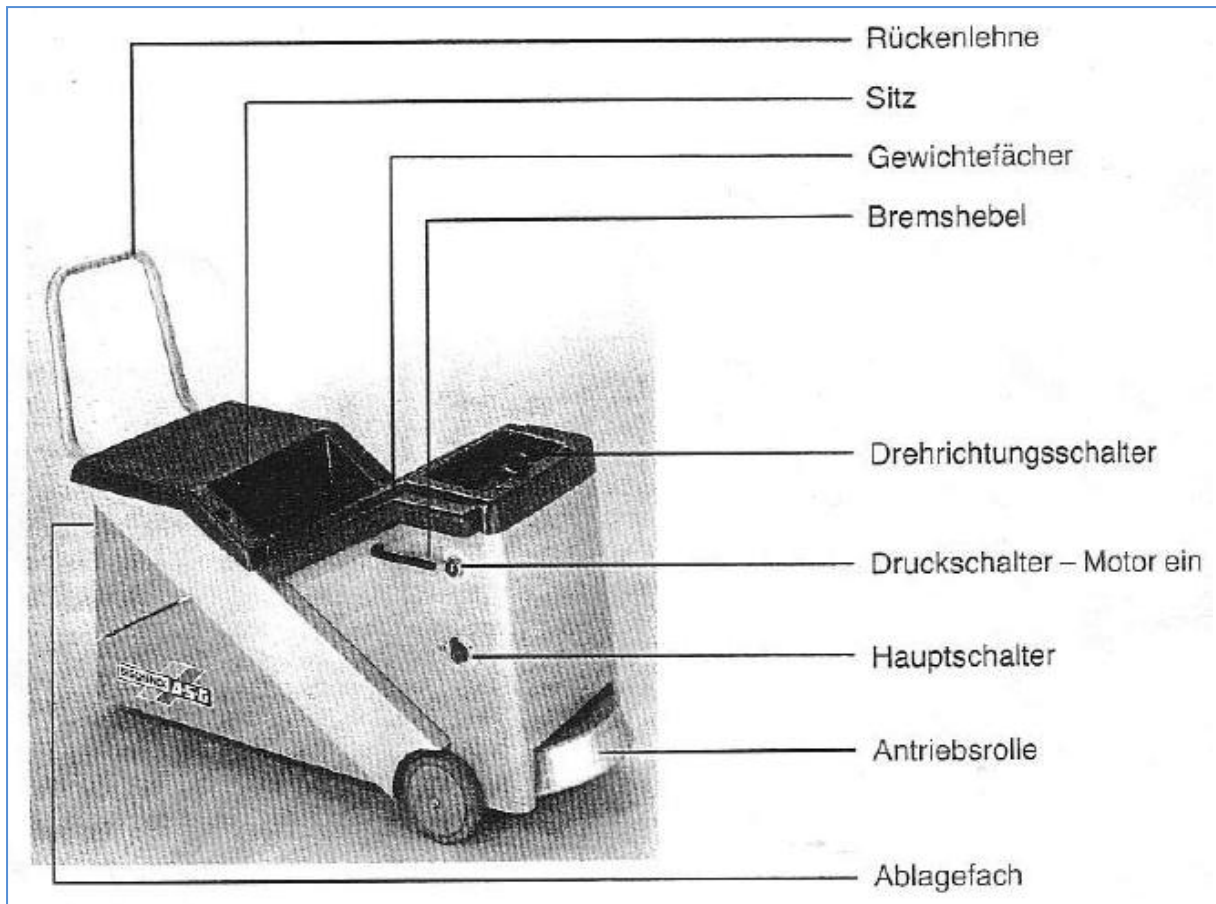 Rückenlehne
Sitz
Gewichtefächer
Bremshebel
Drehrichtungsschalter
Druckschalter – Motor ein
Hauptschalter
Antriebsrolle
Ablagefach